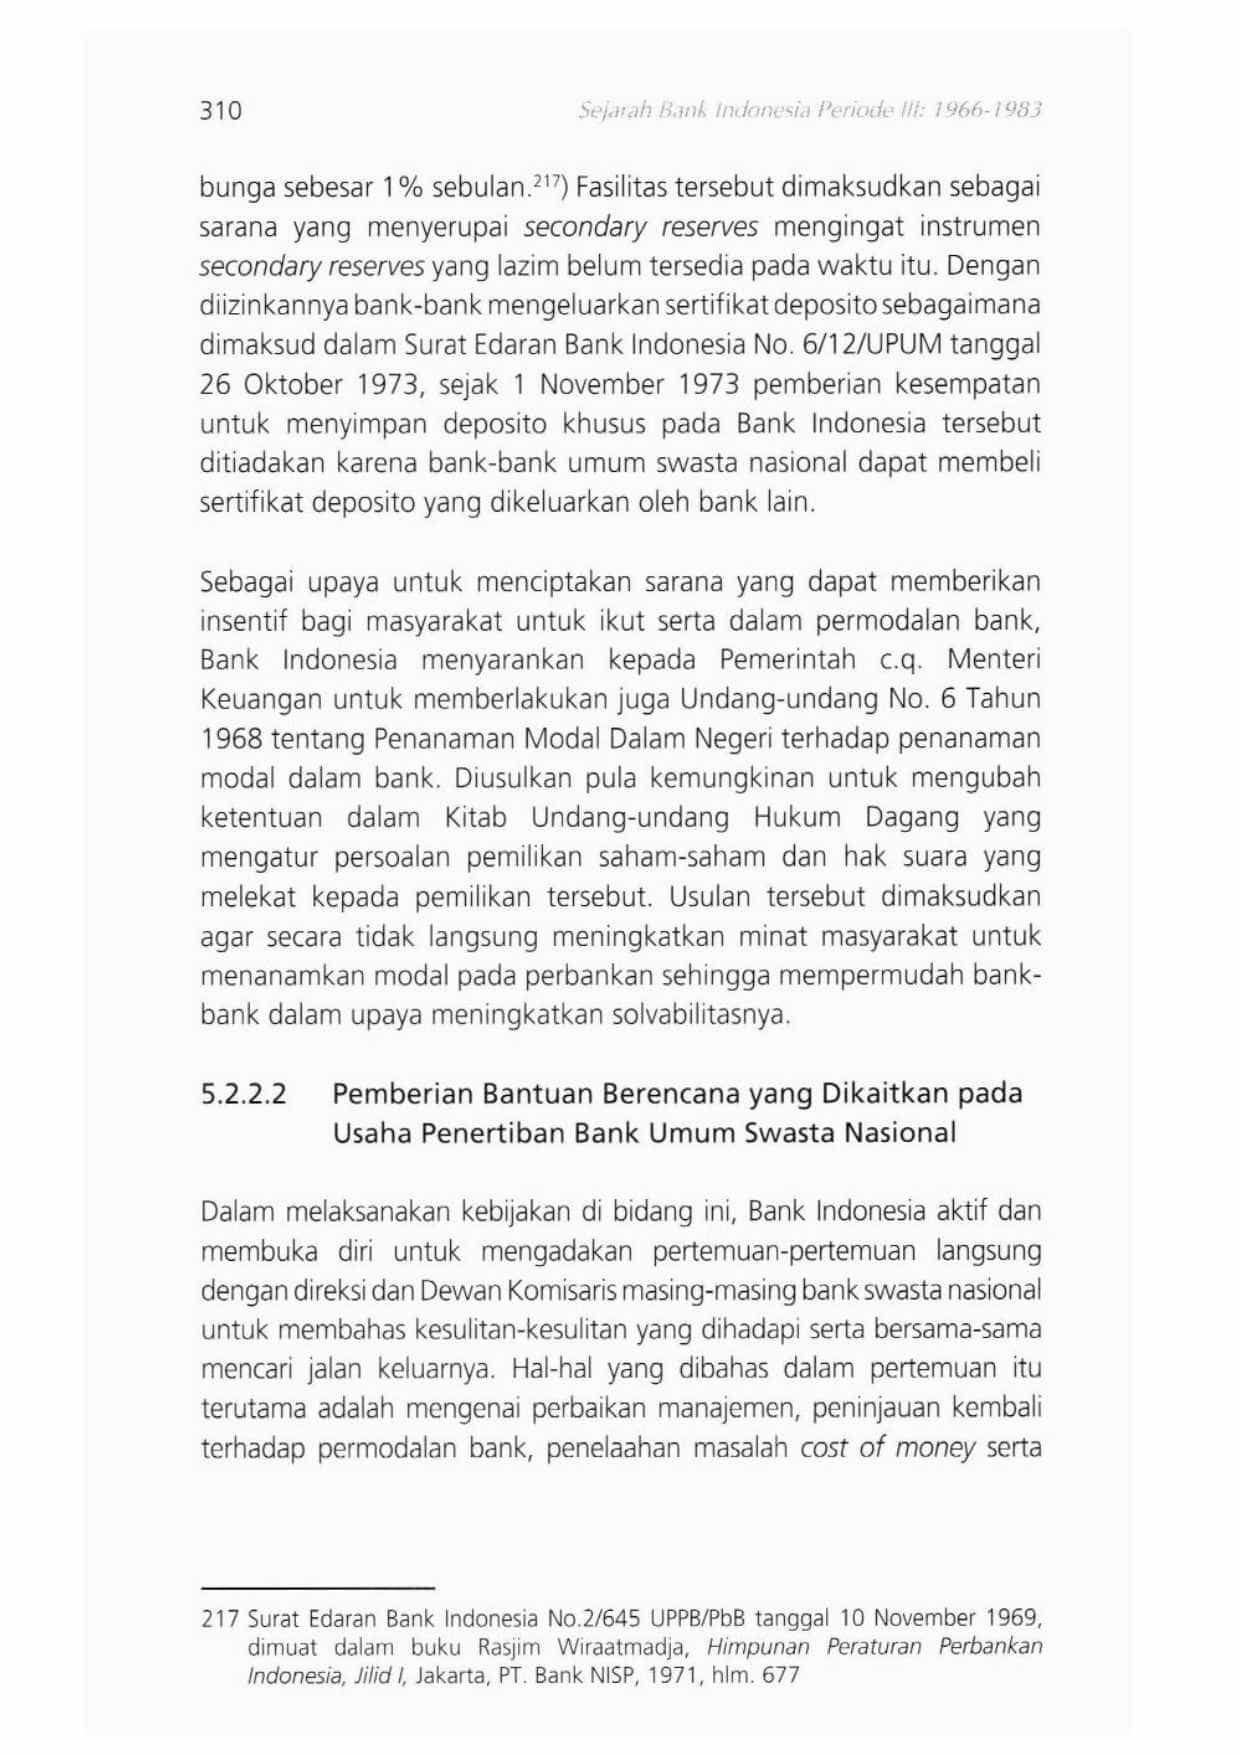 310
Sejarah Bank Indonesia Periode III: 1966-1983
bunga sebesar 1% sebulan.²¹⁷) Fasilitas tersebut dimaksudkan sebagai
sarana yang menyerupai secondary reserves mengingat instrumen
secondary reserves yang lazim belum tersedia pada waktu itu. Dengan
diizinkannya bank-bank mengeluarkan sertifikat deposito sebagaimana
dimaksud dalam Surat Edaran Bank Indonesia No. 6/12/UPUM tanggal
26 Oktober 1973, sejak 1 November 1973 pemberian kesempatan
untuk menyimpan deposito khusus pada Bank Indonesia tersebut
ditiadakan karena bank-bank umum swasta nasional dapat membeli
sertifikat deposito yang dikeluarkan oleh bank lain.
Sebagai upaya untuk menciptakan sarana yang dapat memberikan
insentif bagi masyarakat untuk ikut serta dalam permodalan bank,
Bank Indonesia menyarankan kepada Pemerintah c.q. Menteri
Keuangan untuk memberlakukan juga Undang-undang No. 6 Tahun
1968 tentang Penanaman Modal Dalam Negeri terhadap penanaman
modal dalam bank. Diusulkan pula kemungkinan untuk mengubah
ketentuan dalam Kitab Undang-undang Hukum Dagang yang
mengatur persoalan pemilikan saham-saham dan hak suara yang
melekat kepada pemilikan tersebut. Usulan tersebut dimaksudkan
agar secara tidak langsung meningkatkan minat masyarakat untuk
menanamkan modal pada perbankan sehingga mempermudah bank-
bank dalam upaya meningkatkan solvabilitasnya.
5.2.2.2 Pemberian Bantuan Berencana yang Dikaitkan pada
Usaha Penertiban Bank Umum Swasta Nasional
Dalam melaksanakan kebijakan di bidang ini, Bank Indonesia aktif dan
membuka diri untuk mengadakan pertemuan-pertemuan langsung
dengan direksi dan Dewan Komisaris masing-masing bank swasta nasional
untuk membahas kesulitan-kesulitan yang dihadapi serta bersama-sama
mencari jalan keluarnya. Hal-hal yang dibahas dalam pertemuan itu
terutama adalah mengenai perbaikan manajemen, peninjauan kembali
terhadap permodalan bank, penelaahan masalah cost of money serta
217 Surat Edaran Bank Indonesia No.2/645 UPPB/PbB tanggal 10 November 1969,
dimuat dalam buku Rasjim Wiraatmadja, Himpunan Peraturan Perbankan
Indonesia, Jilid I, Jakarta, PT. Bank NISP, 1971, hlm. 677